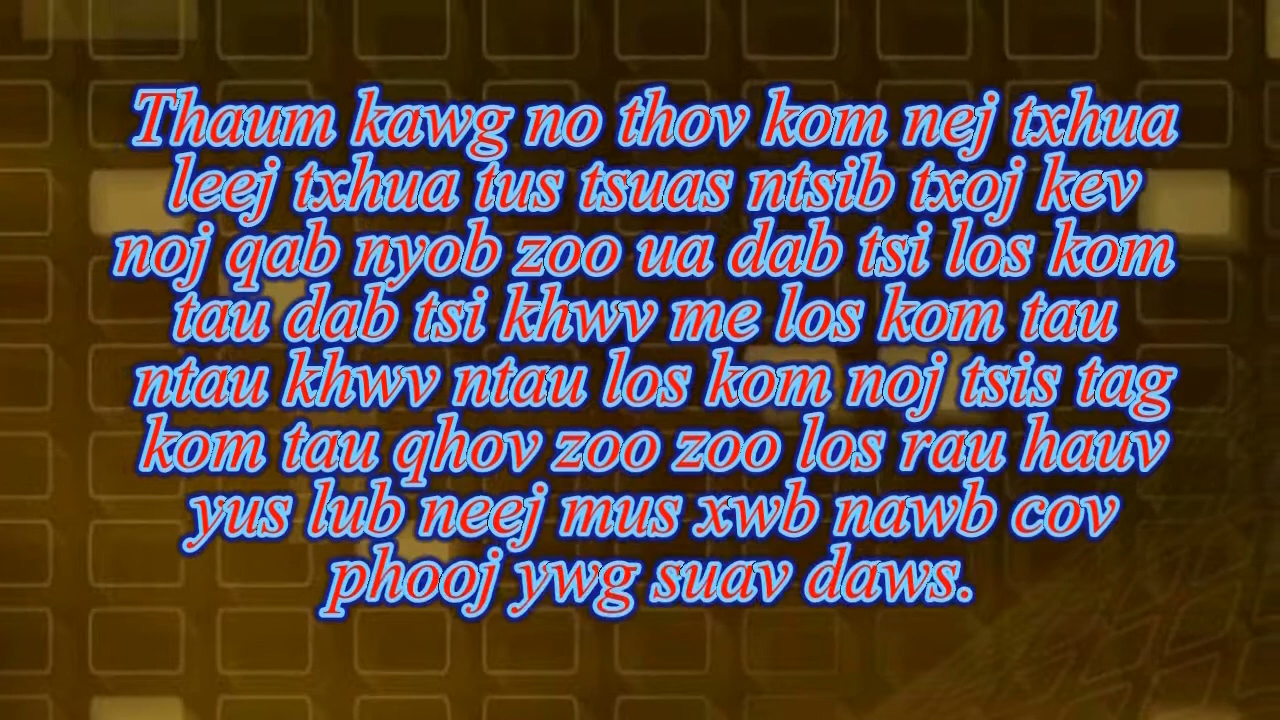 Thaum kawg no thov kom nej txhua
leej txhua tus tsuas ntsib txoj kev
noj qab nyob zoo ua dab tsi los kom
tau dab tsi khwv me los kom tau
ntau khwv ntau los kom noj tsis tag
kom tau qhov zoo zoo los rau hauv
yus lub neej mus xwb nawb cov
phooj ywg suav daws.